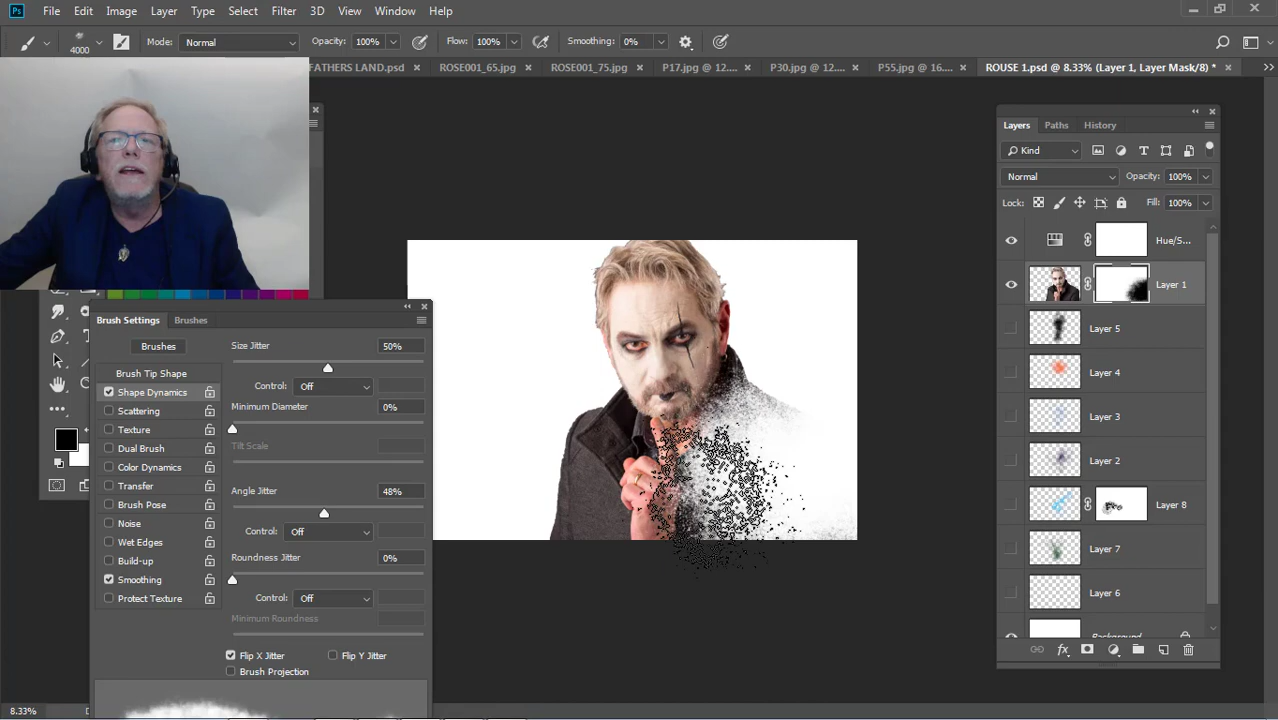 Ps File Edit Image Layer Type Select Filter 3D View Window Help
4000 Mode: Normal Opacity: 100% Flow: 100% Smoothing: 0%
FATHERS LAND.psd × ROSE001_65.jpg × ROSE001_75.jpg × P17.jpg @ 12.... × P30.jpg @ 12.... × P55.jpg @ 16.... × ROUSE 1.psd @ 8.33% (Layer 1, Layer Mask/8) * ×
Layers Paths History
Kind
Normal Opacity: 100%
Lock: Fill: 100%
Hue/S...
Layer 1
Layer 5
Layer 4
Layer 3
Layer 2
Layer 8
Layer 7
Layer 6
Background
fx
Brush Settings Brushes
Brushes
Brush Tip Shape
Shape Dynamics
Scattering
Texture
Dual Brush
Color Dynamics
Transfer
Brush Pose
Noise
Wet Edges
Build-up
Smoothing
Protect Texture
Size Jitter 50%
Control: Off
Minimum Diameter 0%
Tilt Scale
Angle Jitter 48%
Control: Off
Roundness Jitter 0%
Control: Off
Minimum Roundness
Flip X Jitter Flip Y Jitter
Brush Projection
8.33%